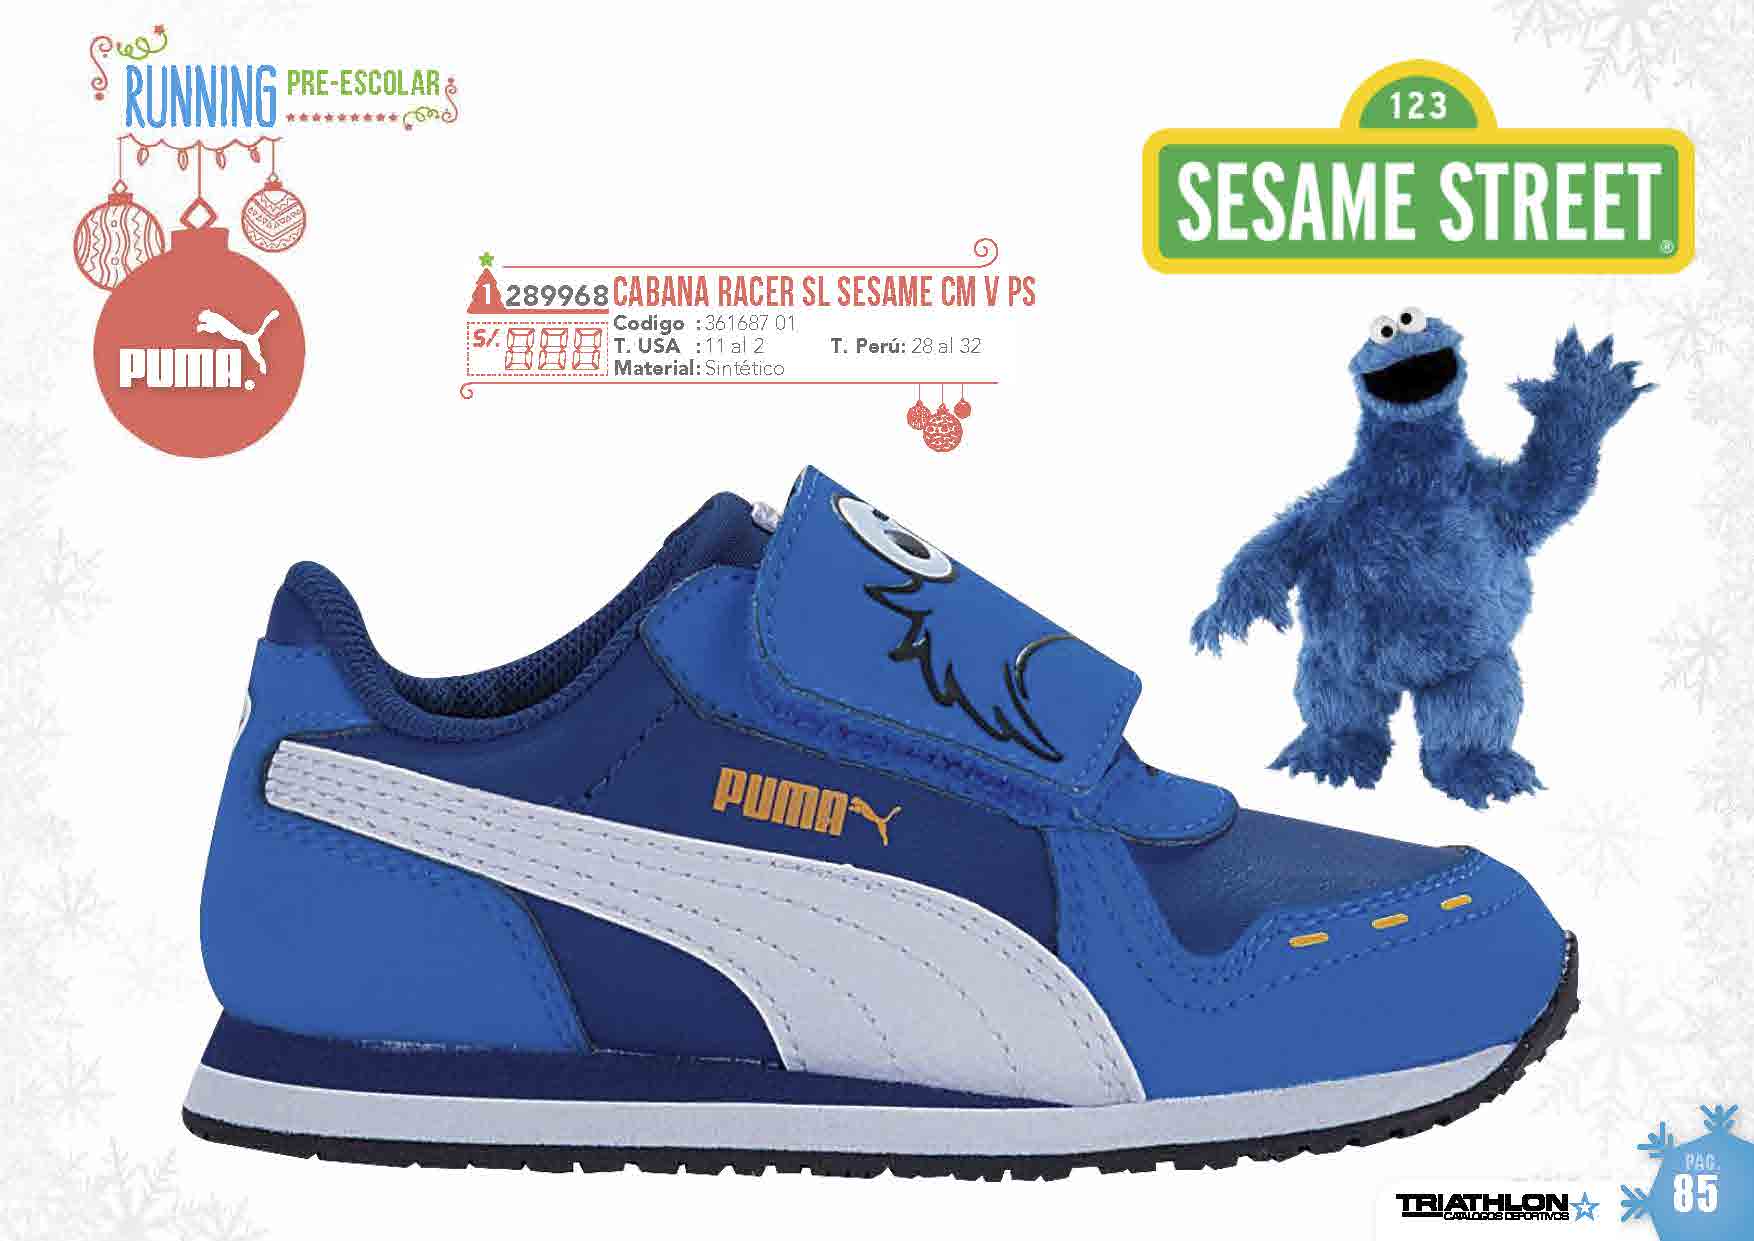 RUNNING PRE-ESCOLAR
PUMA®
123
SESAME STREET®
1 289968 CABANA RACER SL SESAME CM V PS
S/. 888
Codigo : 361687 01
T. USA : 11 al 2 T. Perú: 28 al 32
Material: Sintético
PUMA
TRIATHLON
CATALOGOS DEPORTIVOS
PAG.
85